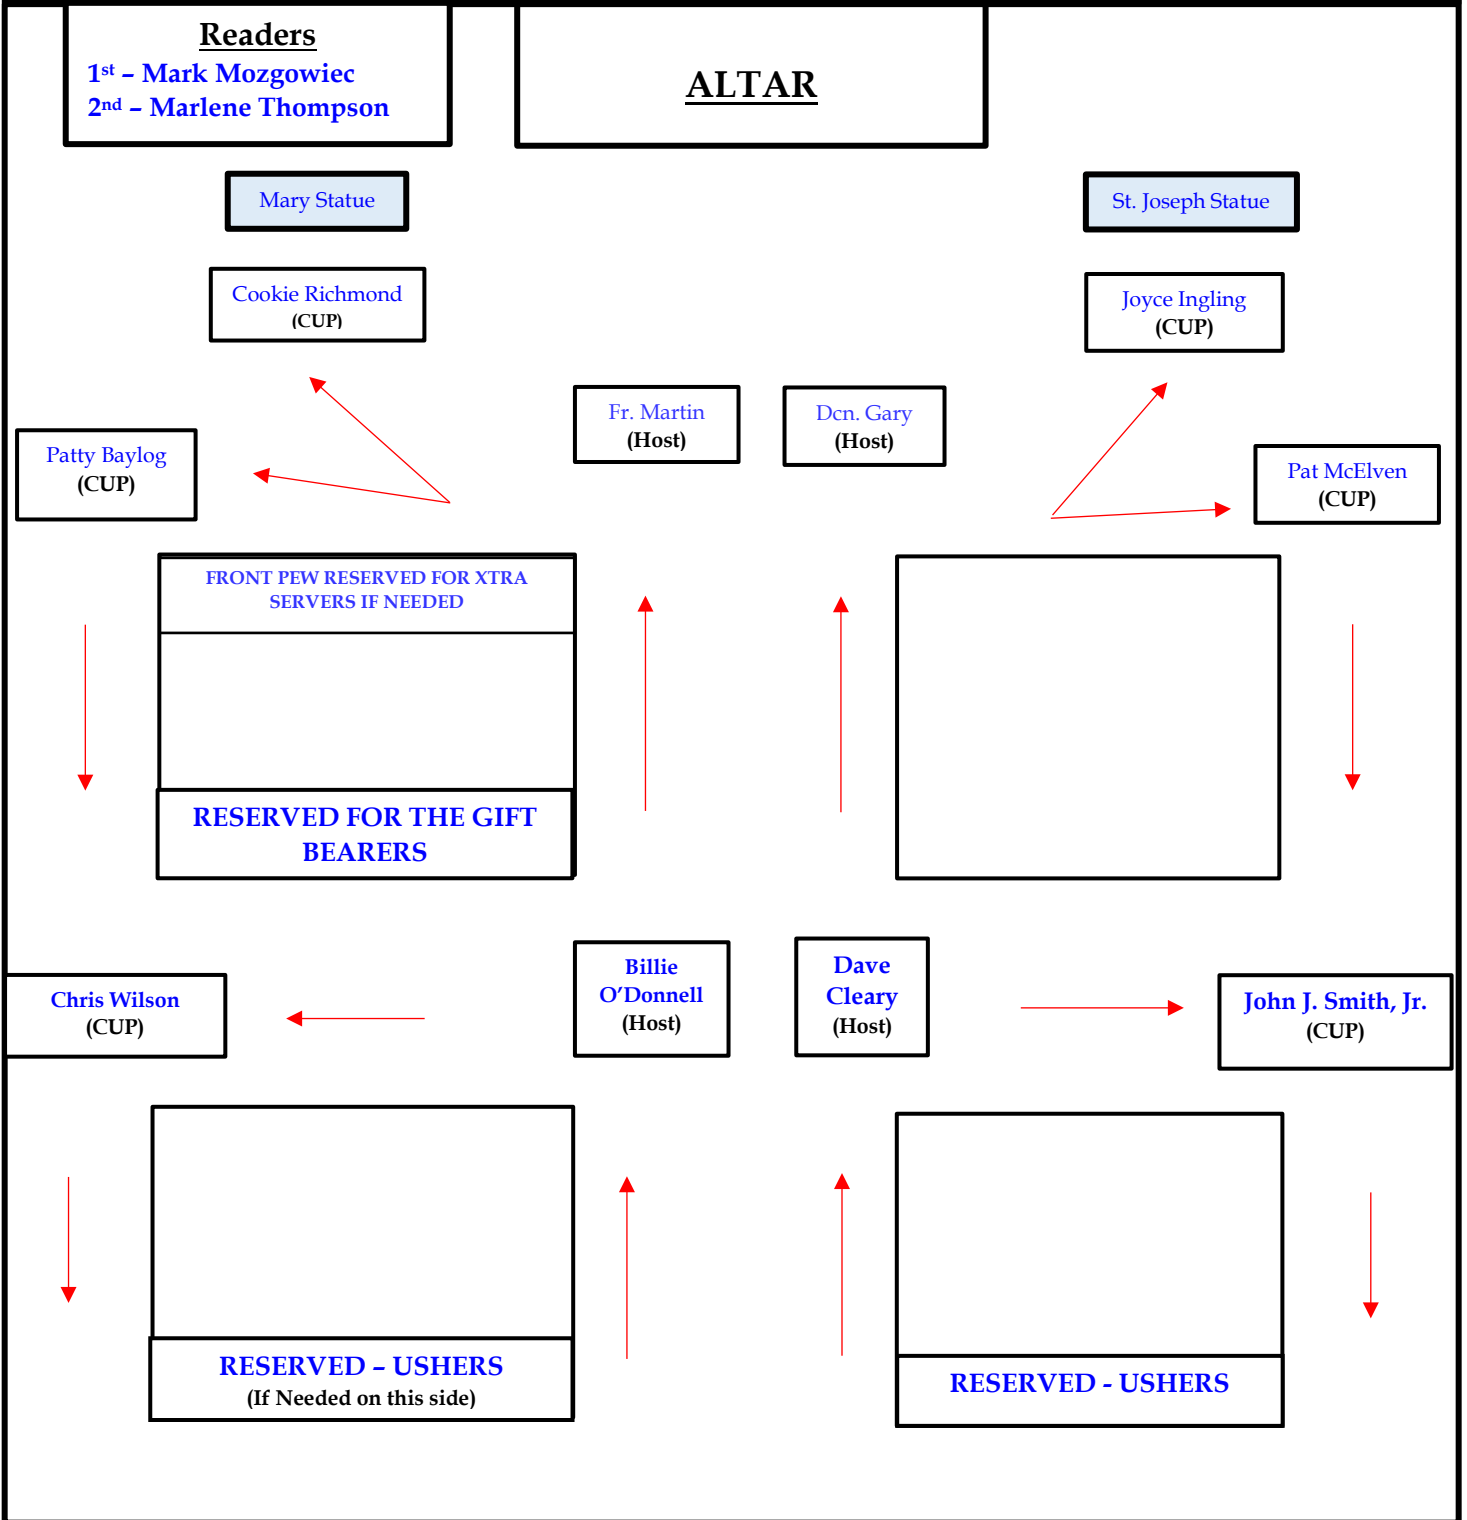 Readers
1st – Mark Mozgowiec
2nd – Marlene Thompson
ALTAR
Mary Statue
St. Joseph Statue
Cookie Richmond
(CUP)
Joyce Ingling
(CUP)
Fr. Martin
(Host)
Dcn. Gary
(Host)
Patty Baylog
(CUP)
Pat McElven
(CUP)
FRONT PEW RESERVED FOR XTRA
SERVERS IF NEEDED
RESERVED FOR THE GIFT
BEARERS
Billie
O’Donnell
(Host)
Dave
Cleary
(Host)
Chris Wilson
(CUP)
John J. Smith, Jr.
(CUP)
RESERVED – USHERS
(If Needed on this side)
RESERVED - USHERS